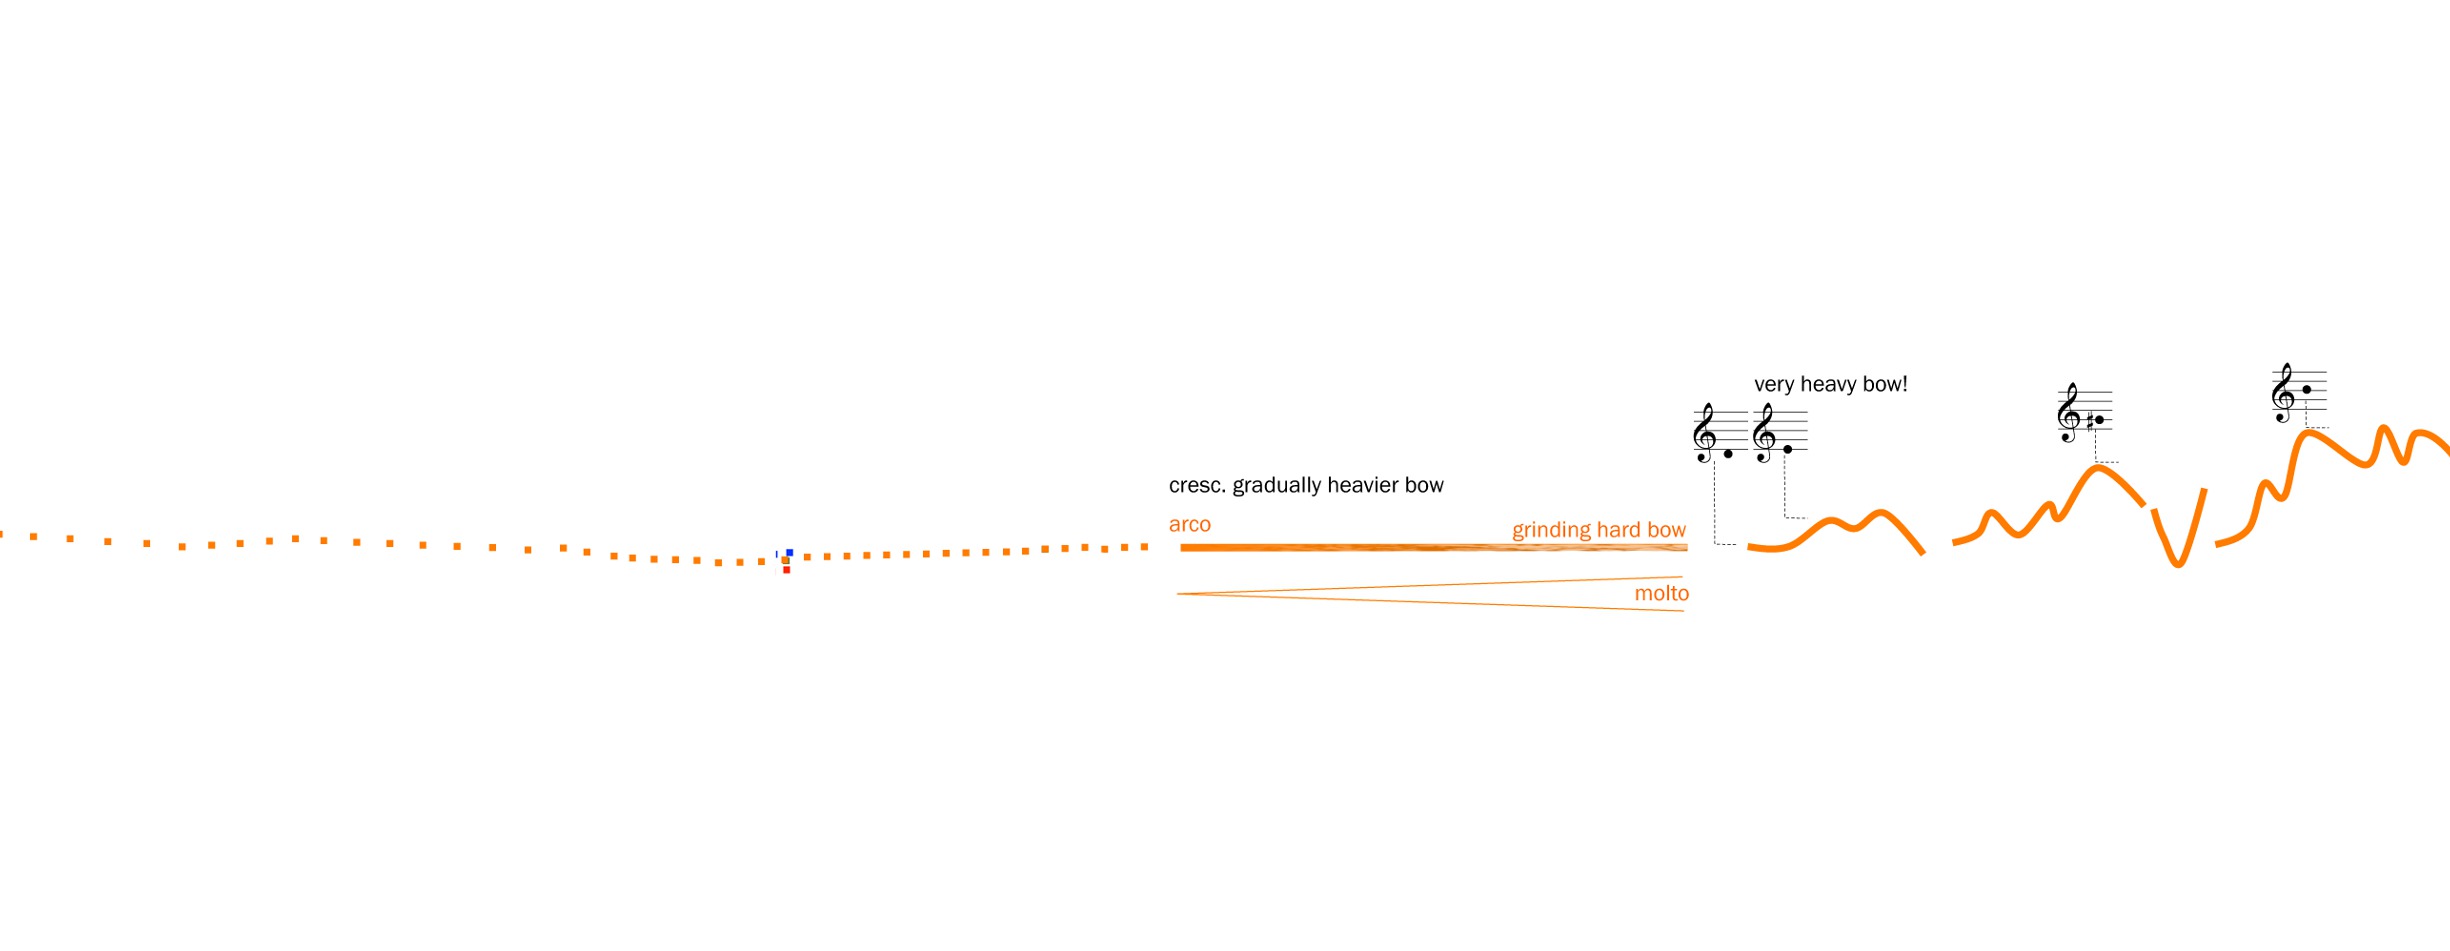 very heavy bow!
cresc. gradually heavier bow
arco
grinding hard bow
molto